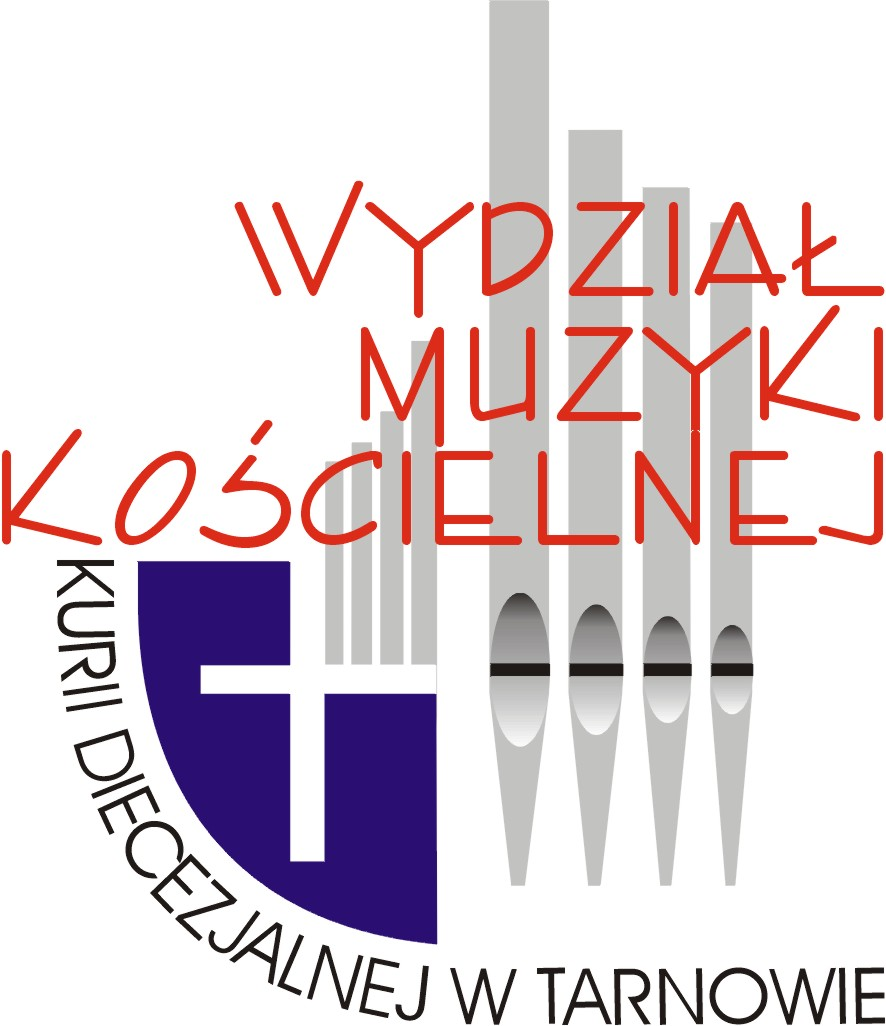 WYDZIAŁ
MUZYKI
KOŚCIELNEJ
KURII DIECEZJALNEJ W TARNOWIE